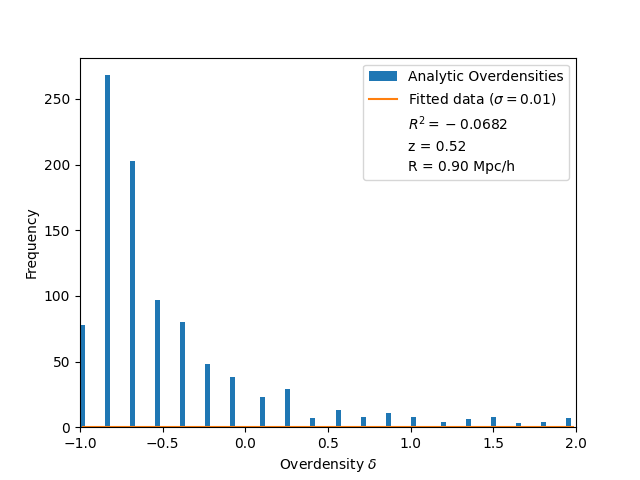 Analytic Overdensities
Fitted data (σ = 0.01)
R² = −0.0682
z = 0.52
R = 0.90 Mpc/h
250
200
150
100
50
0
Frequency
−1.0 −0.5 0.0 0.5 1.0 1.5 2.0
Overdensity δ